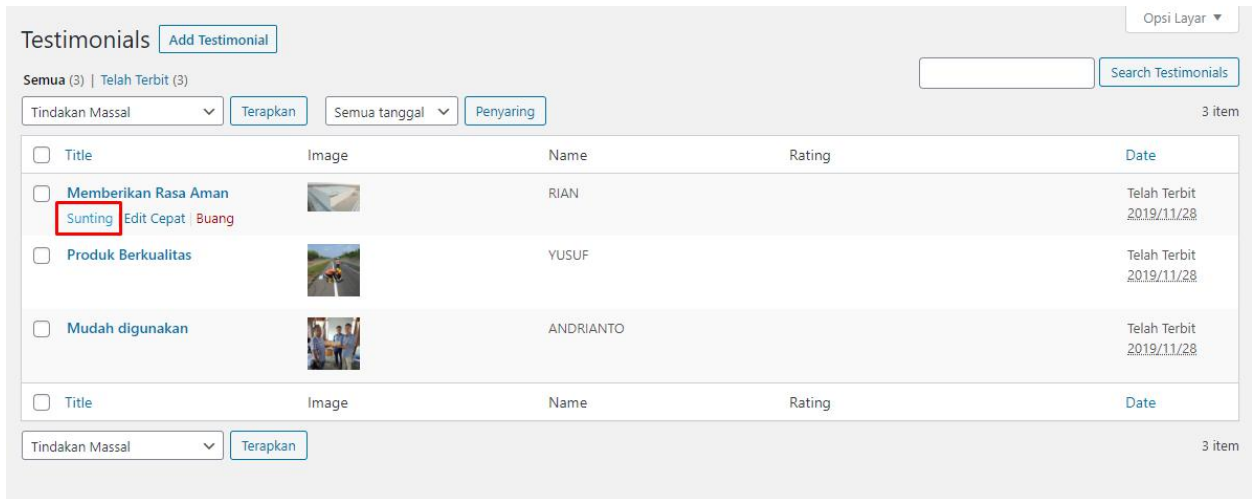 Opsi Layar ▼
Testimonials Add Testimonial
Semua (3) | Telah Terbit (3) Search Testimonials
Tindakan Massal Terapkan Semua tanggal Penyaring 3 item
Title Image Name Rating Date
Memberikan Rasa Aman RIAN Telah Terbit
Sunting Edit Cepat | Buang 2019/11/28
Produk Berkualitas YUSUF Telah Terbit
2019/11/28
Mudah digunakan ANDRIANTO Telah Terbit
2019/11/28
Title Image Name Rating Date
Tindakan Massal Terapkan 3 item